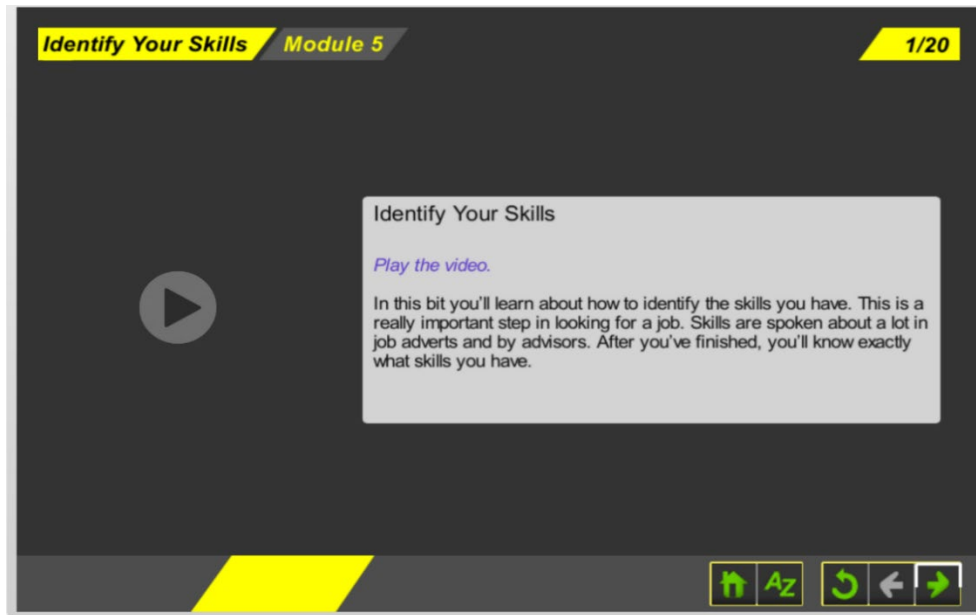 Identify Your Skills Module 5 1/20
Identify Your Skills
Play the video.
In this bit you'll learn about how to identify the skills you have. This is a
really important step in looking for a job. Skills are spoken about a lot in
job adverts and by advisors. After you've finished, you'll know exactly
what skills you have.
AZ